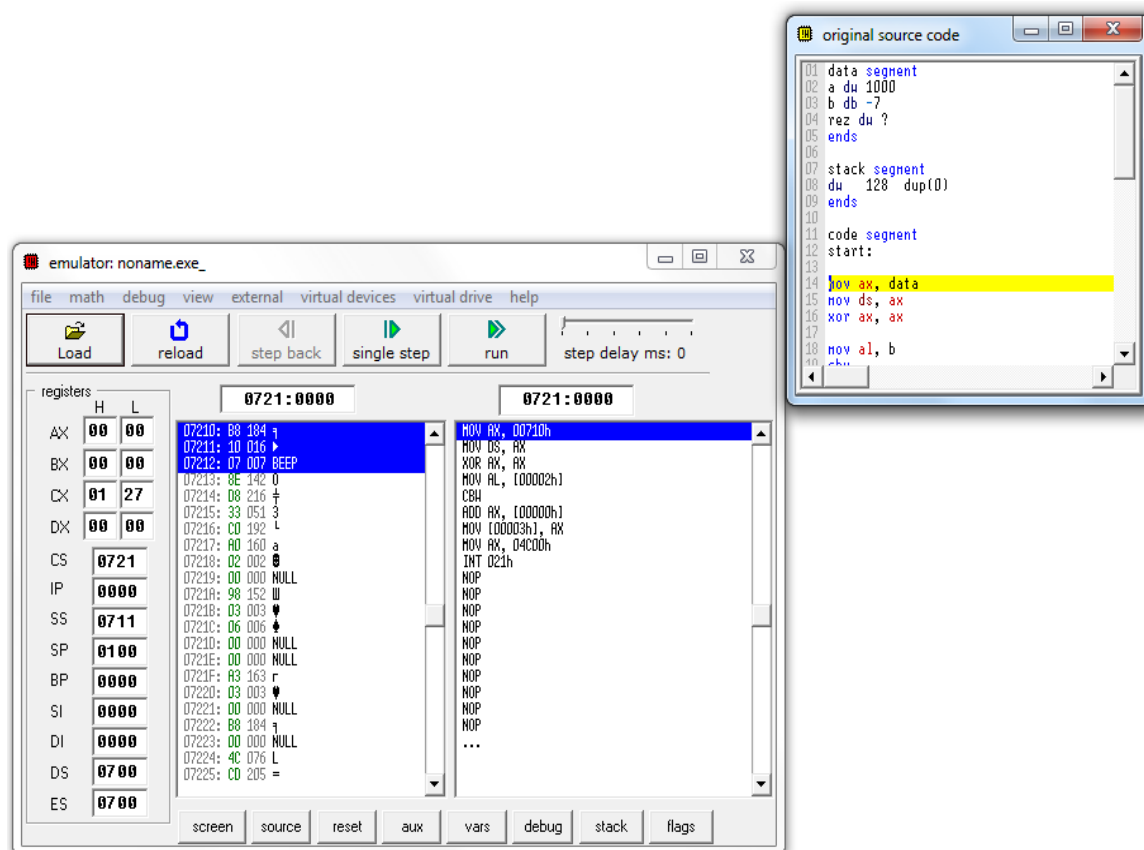 original source code
01 data segment
02 a dw 1000
03 b db -7
04 rez dw ?
05 ends
06
07 stack segment
08 dw 128 dup(0)
09 ends
10
11 code segment
12 start:
13
14 mov ax, data
15 mov ds, ax
16 xor ax, ax
17
18 mov al, b
19 cbw
emulator: noname.exe_
file math debug view external virtual devices virtual drive help
Load reload step back single step run step delay ms: 0
registers
H L
0721:0000 0721:0000
AX 00 00
BX 00 00
CX 01 27
DX 00 00
CS 0721
IP 0000
SS 0711
SP 0100
BP 0000
SI 0000
DI 0000
DS 0700
ES 0700
07210: B8 184 ╕
07211: 10 016 ►
07212: 07 007 BEEP
07213: 8E 142 О
07214: D8 216 ╪
07215: 33 051 3
07216: C0 192 └
07217: A0 160 а
07218: 02 002 ☻
07219: 00 000 NULL
0721A: 98 152 Ш
0721B: 03 003 ♥
0721C: 06 006 ♠
0721D: 00 000 NULL
0721E: 00 000 NULL
0721F: A3 163 г
07220: 03 003 ♥
07221: 00 000 NULL
07222: B8 184 ╕
07223: 00 000 NULL
07224: 4C 076 L
07225: CD 205 =
MOV AX, 00710h
MOV DS, AX
XOR AX, AX
MOV AL, [00002h]
CBW
ADD AX, [00000h]
MOV [00003h], AX
MOV AX, 04C00h
INT 021h
NOP
NOP
NOP
NOP
NOP
NOP
NOP
NOP
NOP
NOP
...
screen source reset aux vars debug stack flags